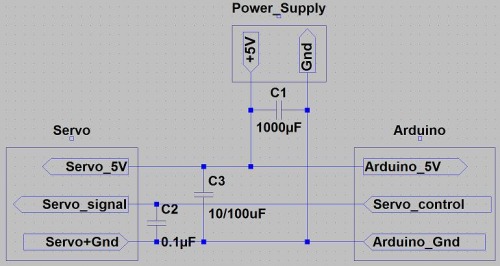 Power_Supply
+5V
Gnd
C1
1000µF
Servo
Arduino
Servo_5V
Arduino_5V
C3
Servo_signal
C2
10/100uF
Servo_control
Servo+Gnd
0.1µF
Arduino_Gnd